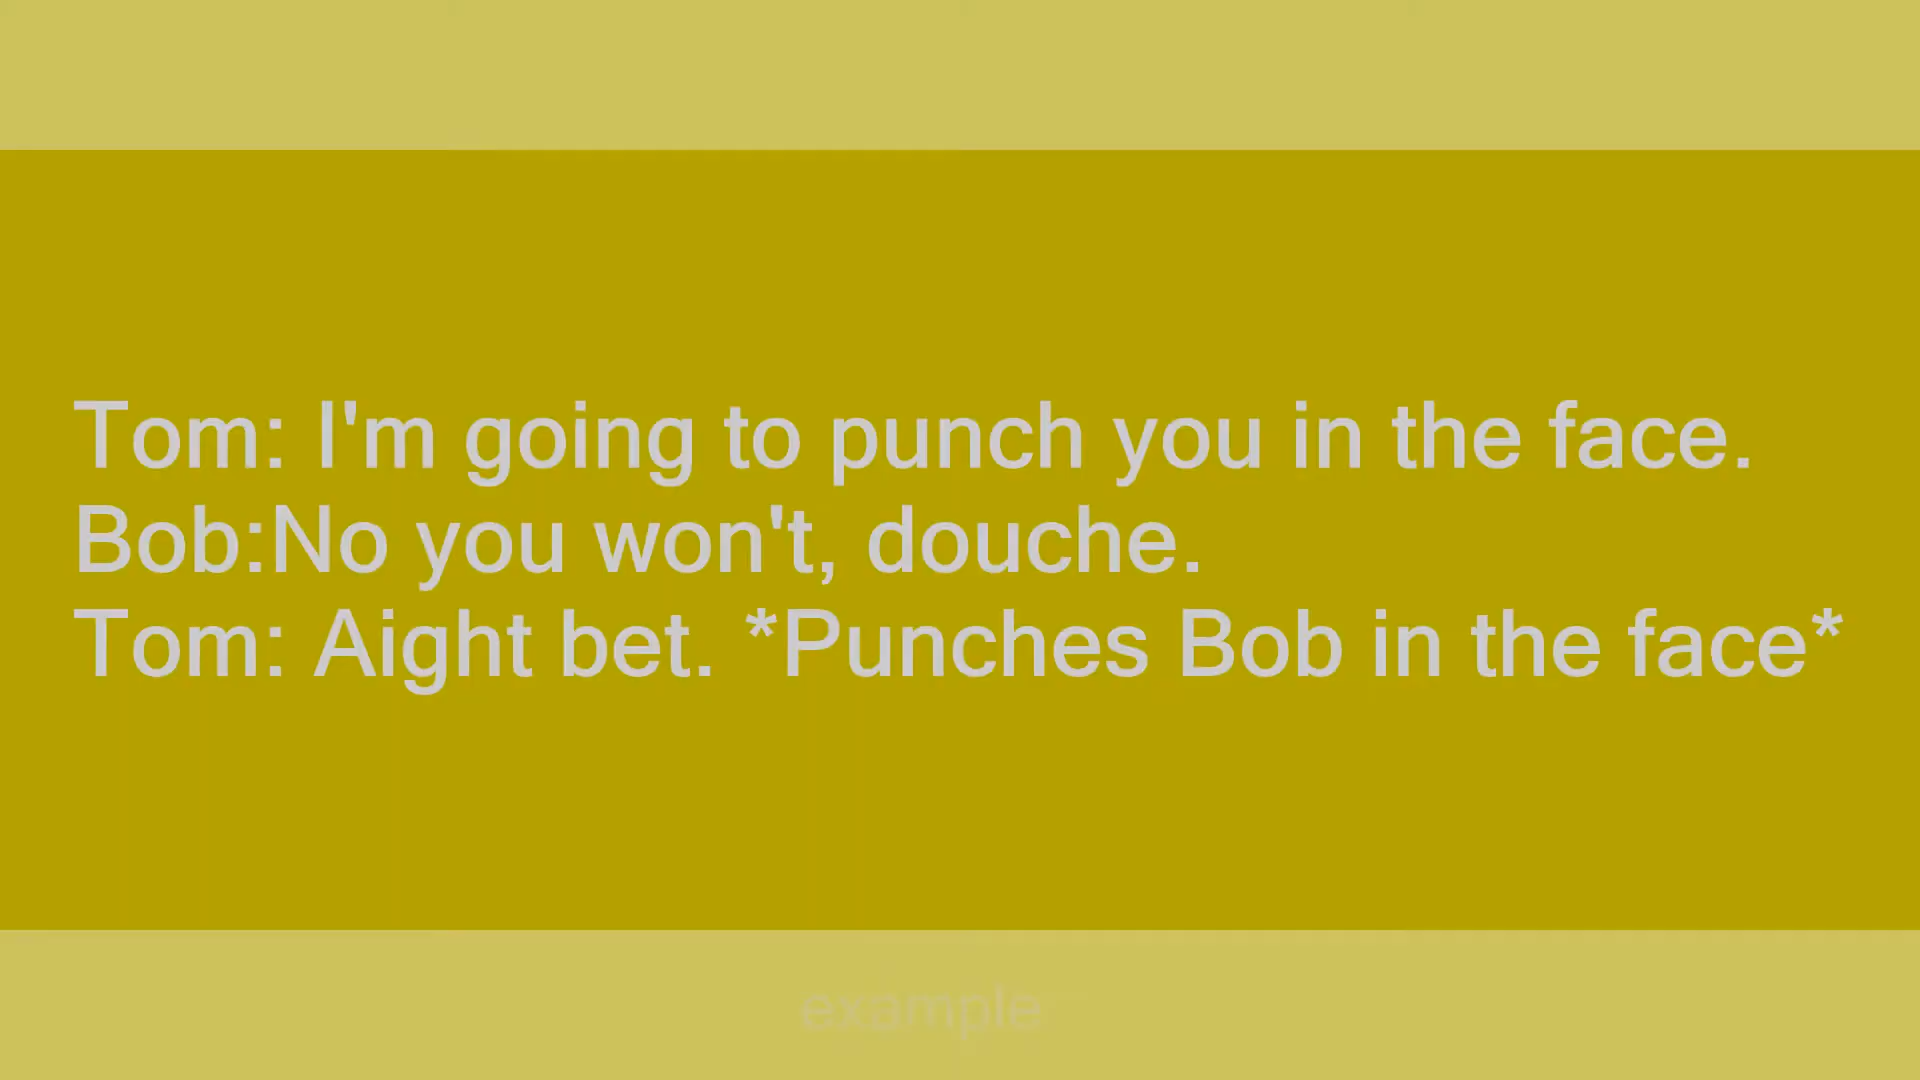 Tom: I'm going to punch you in the face.
Bob:No you won't, douche.
Tom: Aight bet. *Punches Bob in the face*
example